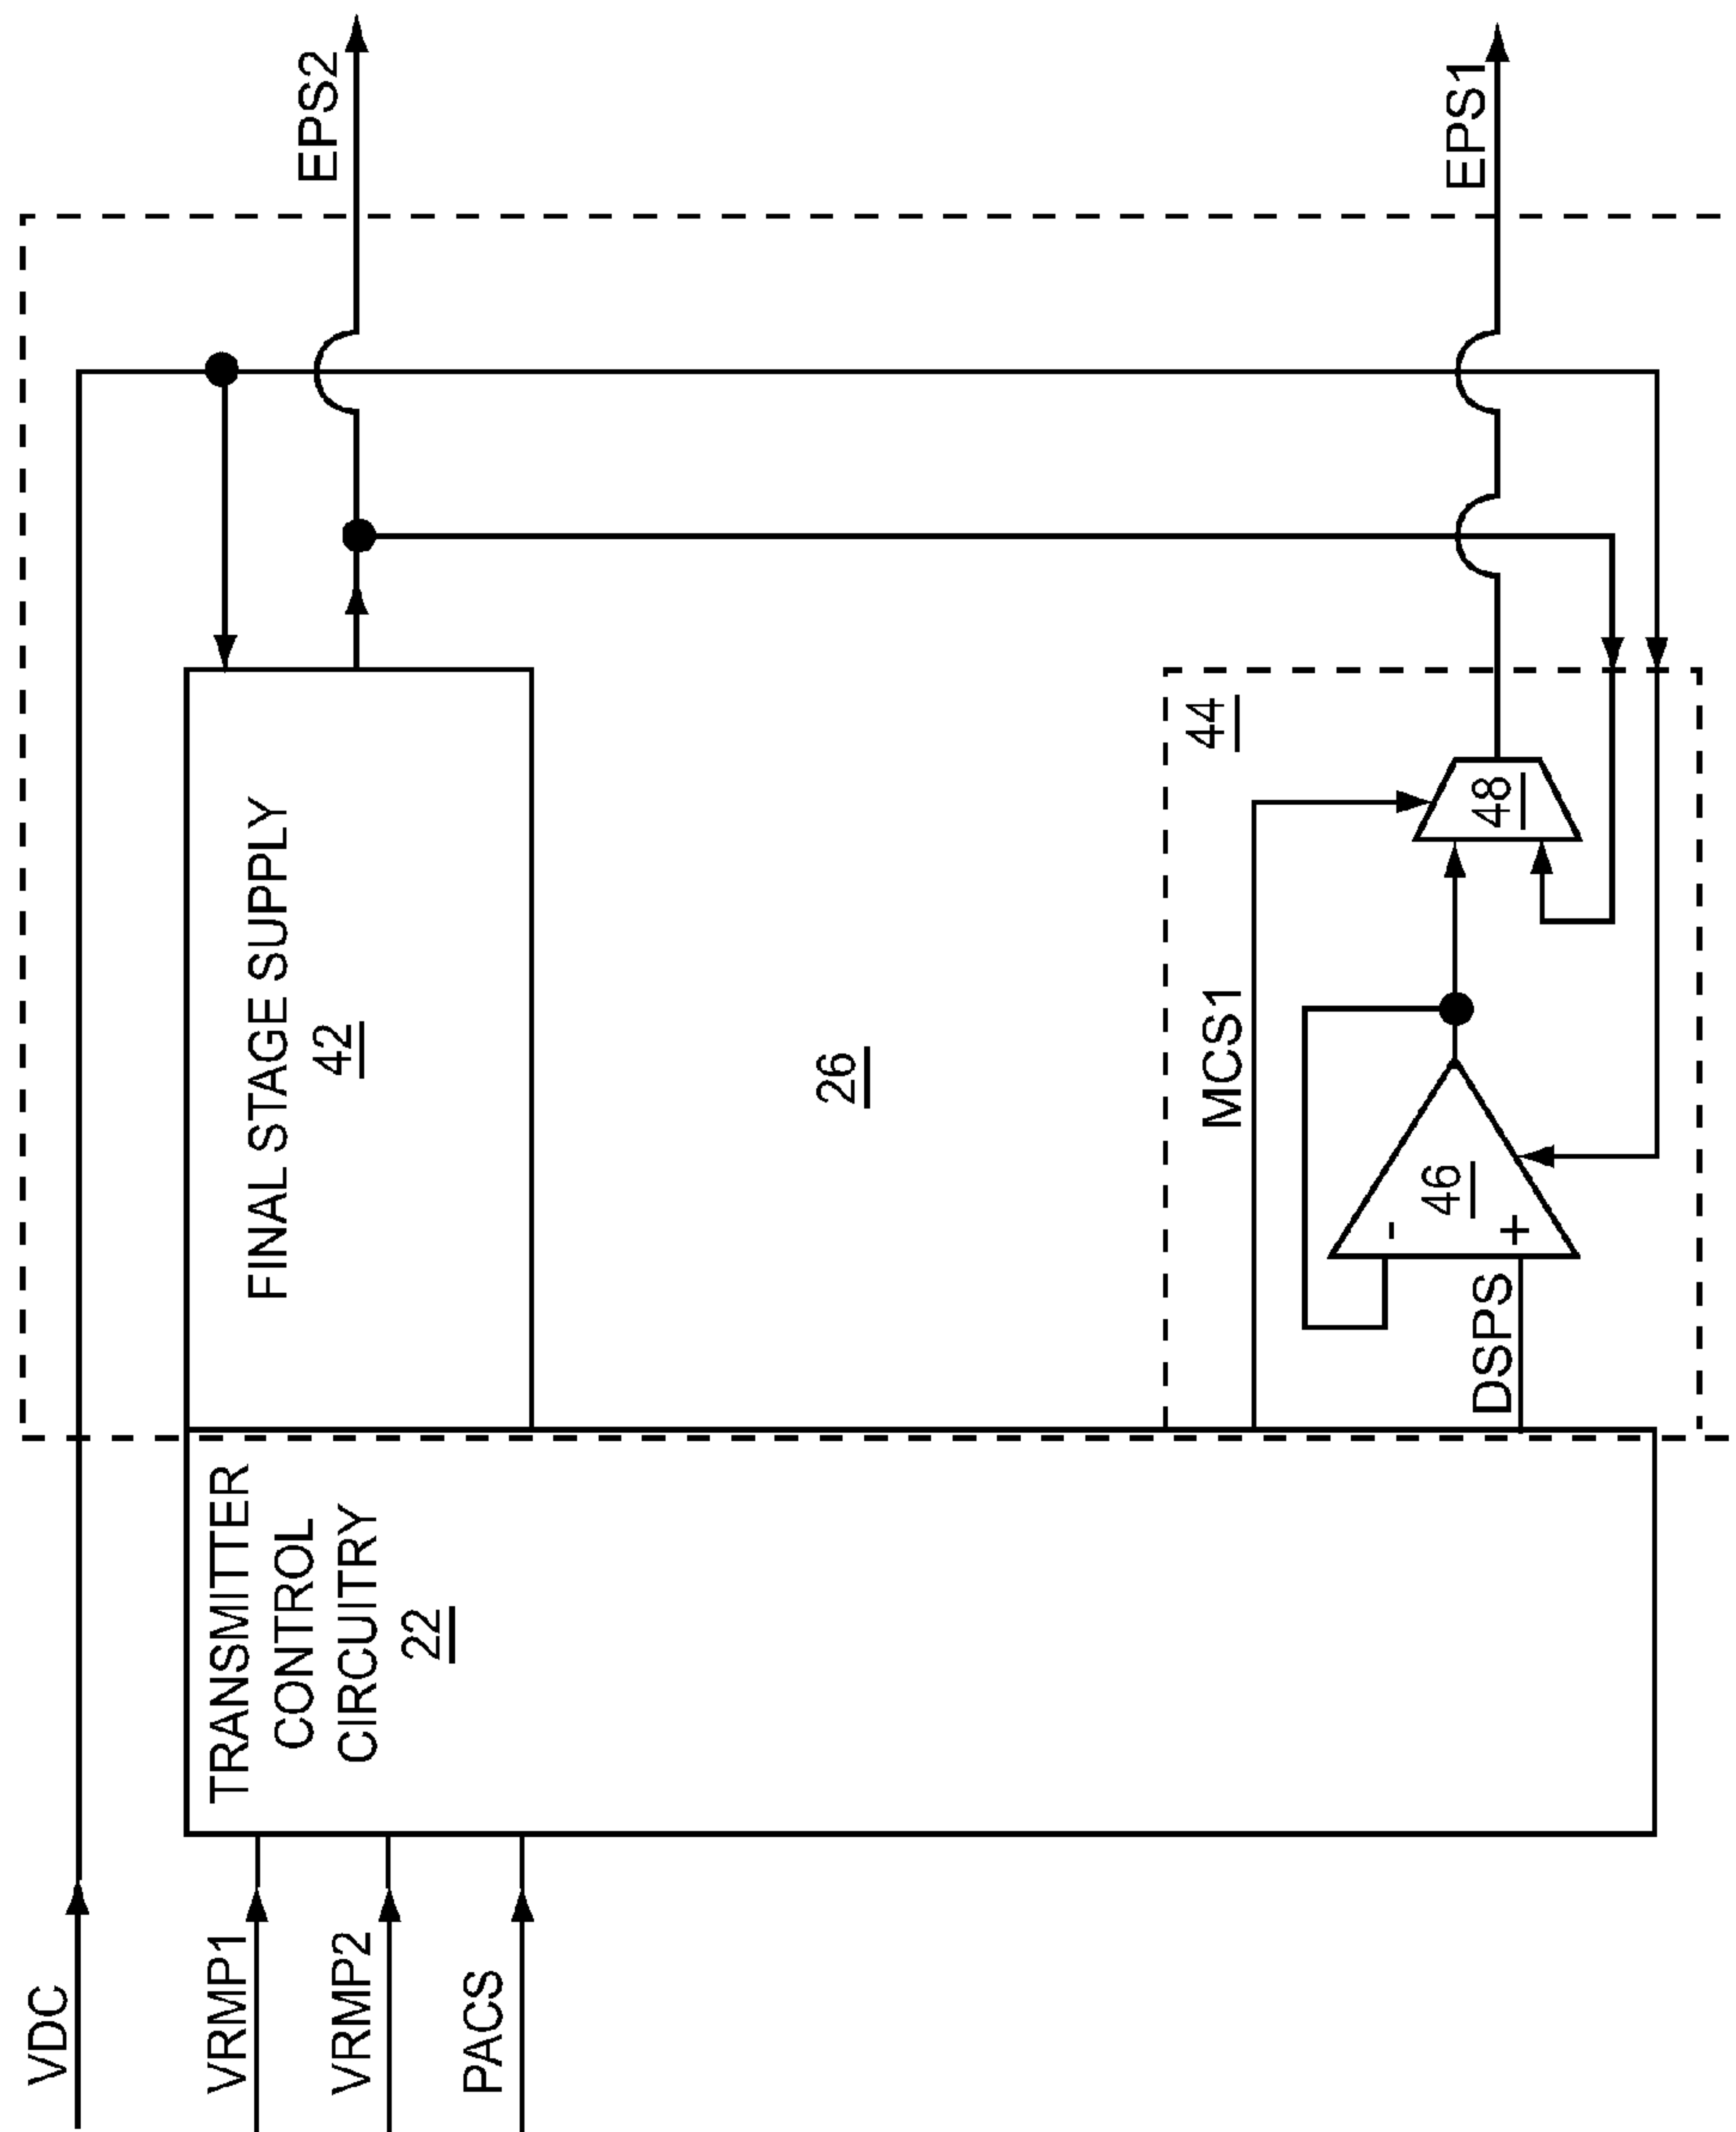 VDC
VRMP1
VRMP2
PACS
TRANSMITTER
CONTROL
CIRCUITRY
22
FINAL STAGE SUPPLY
42
26
EPS2
MCS1
44
DSPS
-
+
46
48
EPS1